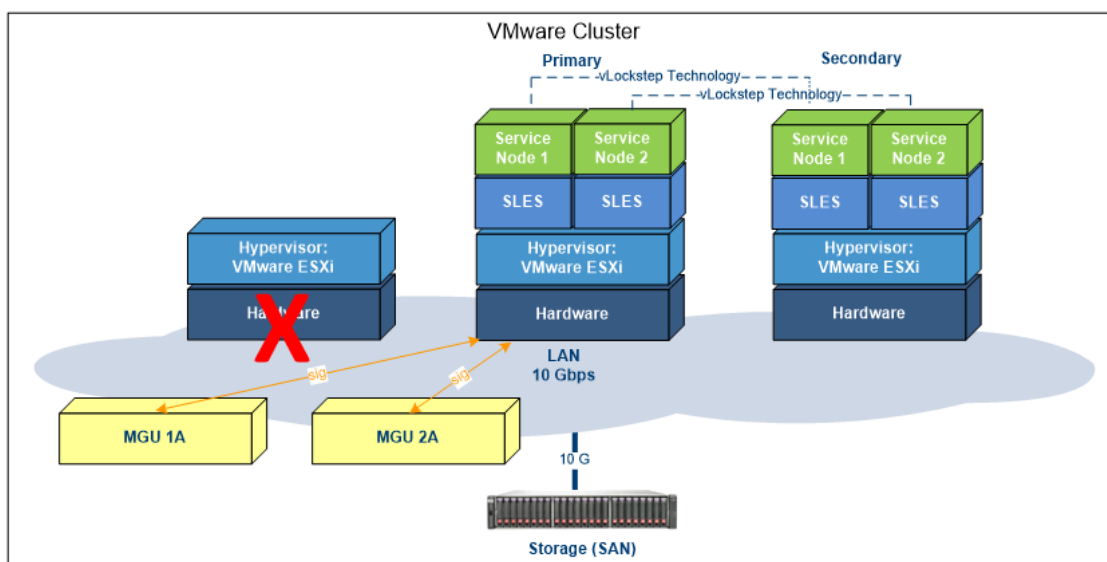 VMware Cluster
Primary
Secondary
vLockstep Technology
vLockstep Technology
Service
Node 1
Service
Node 2
Service
Node 1
Service
Node 2
SLES
SLES
SLES
SLES
Hypervisor:
VMware ESXi
Hypervisor:
VMware ESXi
Hypervisor:
VMware ESXi
Hardware
Hardware
Hardware
LAN
10 Gbps
sig
sig
MGU 1A
MGU 2A
10 G
Storage (SAN)